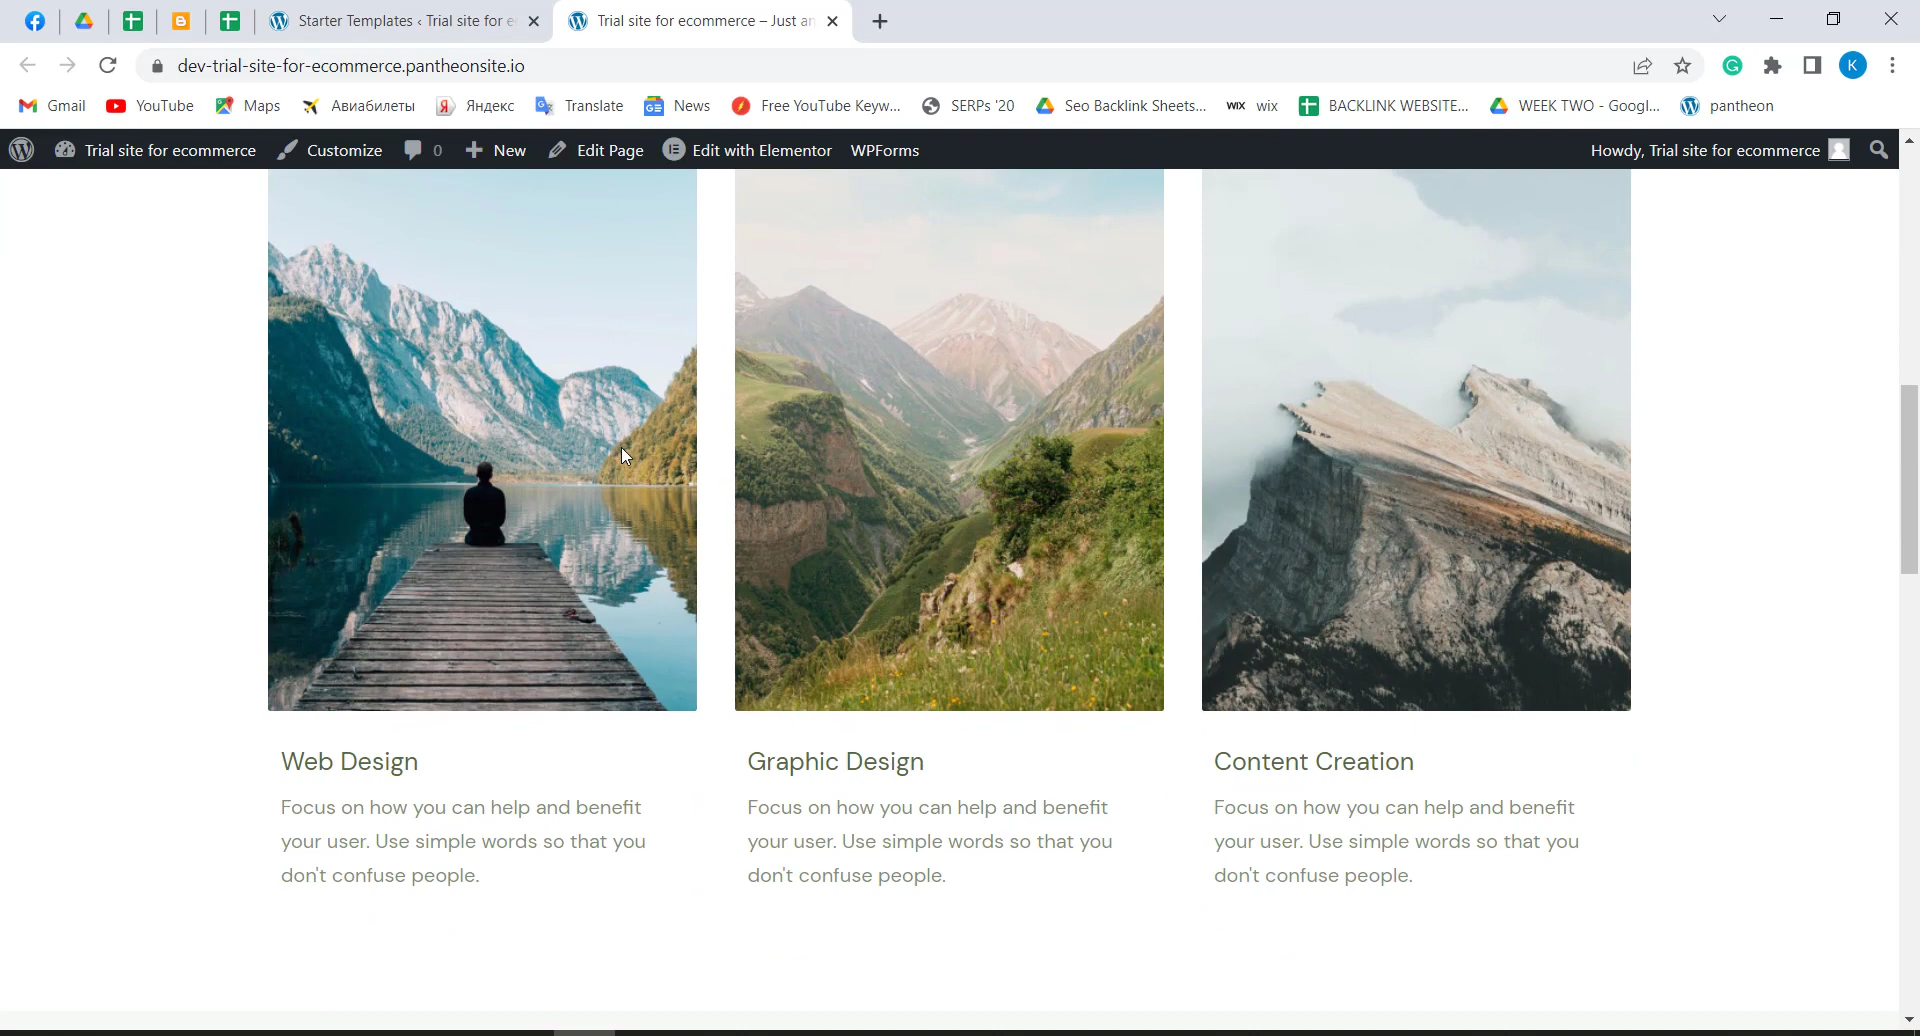 Starter Templates ‹ Trial site for e
Trial site for ecommerce – Just an
dev-trial-site-for-ecommerce.pantheonsite.io
K
Gmail
YouTube
Maps
Авиабилеты
Яндекс
Translate
News
Free YouTube Keyw...
SERPs '20
Seo Backlink Sheets...
WIX wix
BACKLINK WEBSITE...
WEEK TWO - Googl...
pantheon
Trial site for ecommerce
Customize
0
New
Edit Page
Edit with Elementor
WPForms
Howdy, Trial site for ecommerce
Web Design
Focus on how you can help and benefit
your user. Use simple words so that you
don't confuse people.
Graphic Design
Focus on how you can help and benefit
your user. Use simple words so that you
don't confuse people.
Content Creation
Focus on how you can help and benefit
your user. Use simple words so that you
don't confuse people.